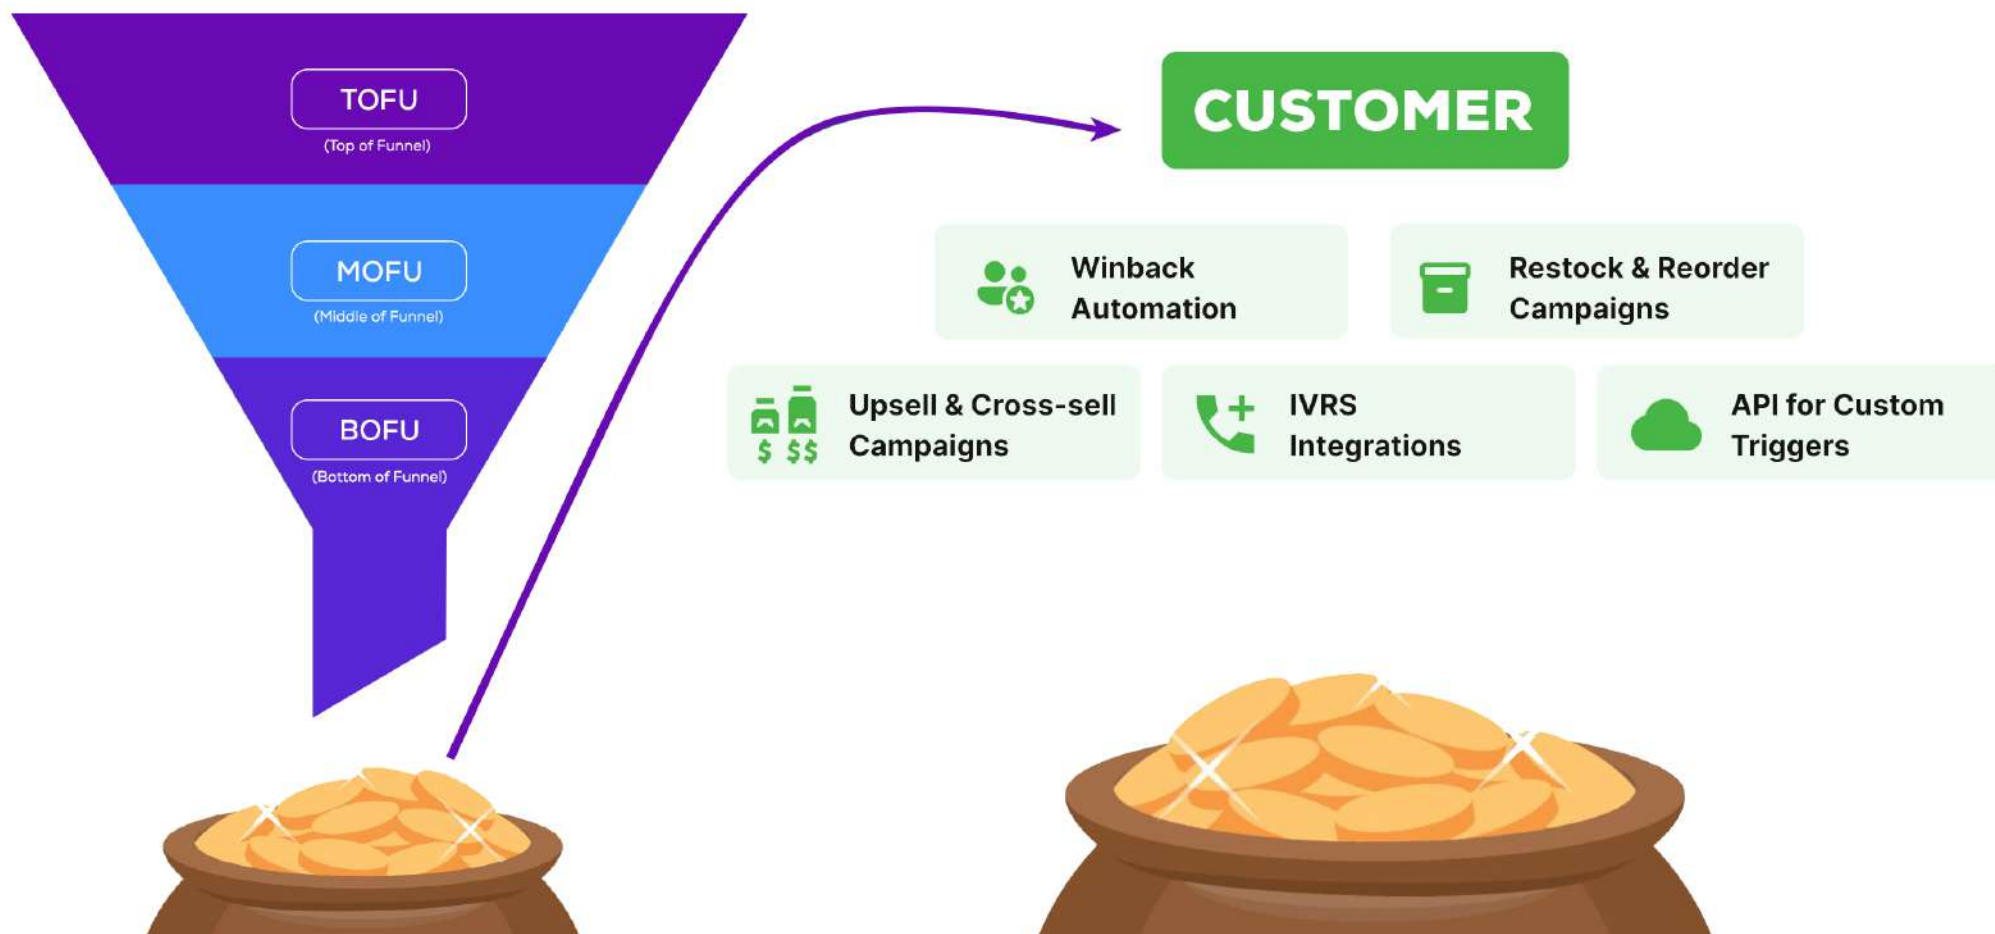 TOFU
(Top of Funnel)
MOFU
(Middle of Funnel)
BOFU
(Bottom of Funnel)
CUSTOMER
Winback
Automation
Restock & Reorder
Campaigns
Upsell & Cross-sell
Campaigns
$ $$
IVRS
Integrations
API for Custom
Triggers